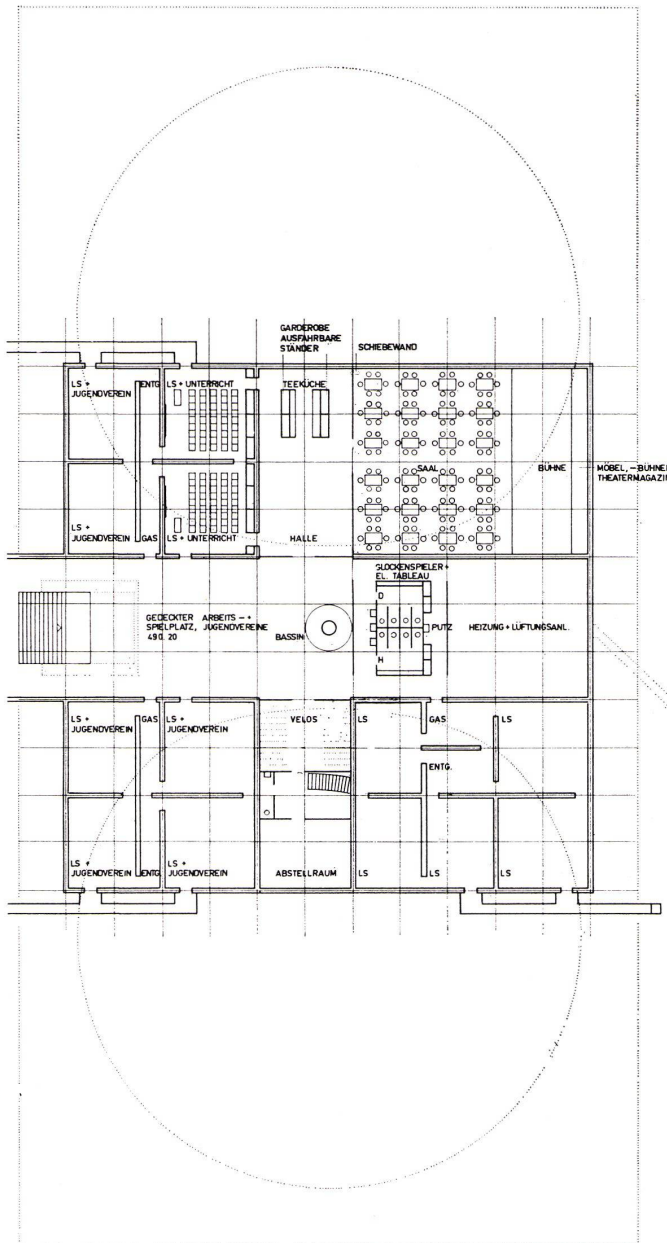 GARDEROBE
AUSFAHRBARE
STÄNDER
SCHIEBEWAND
LS +
JUGENDVEREIN
ENTG.
LS + UNTERRICHT
TEEKÜCHE
SAAL
BÜHNE
MÖBEL, – BÜHNE
THEATERMAGAZIN
LS +
JUGENDVEREIN
GAS
LS + UNTERRICHT
HALLE
GLOCKENSPIELER +
EL. TABLEAU
D
GEDECKTER ARBEITS – +
SPIELPLATZ, JUGENDVEREINE
490. 20
BASSIN
PUTZ
HEIZUNG + LÜFTUNGSANL.
H
LS +
JUGENDVEREIN
GAS
LS +
JUGENDVEREIN
VELOS
LS
GAS
LS
ENTG.
LS +
JUGENDVEREIN
ENTG.
LS +
JUGENDVEREIN
ABSTELLRAUM
LS
LS
LS